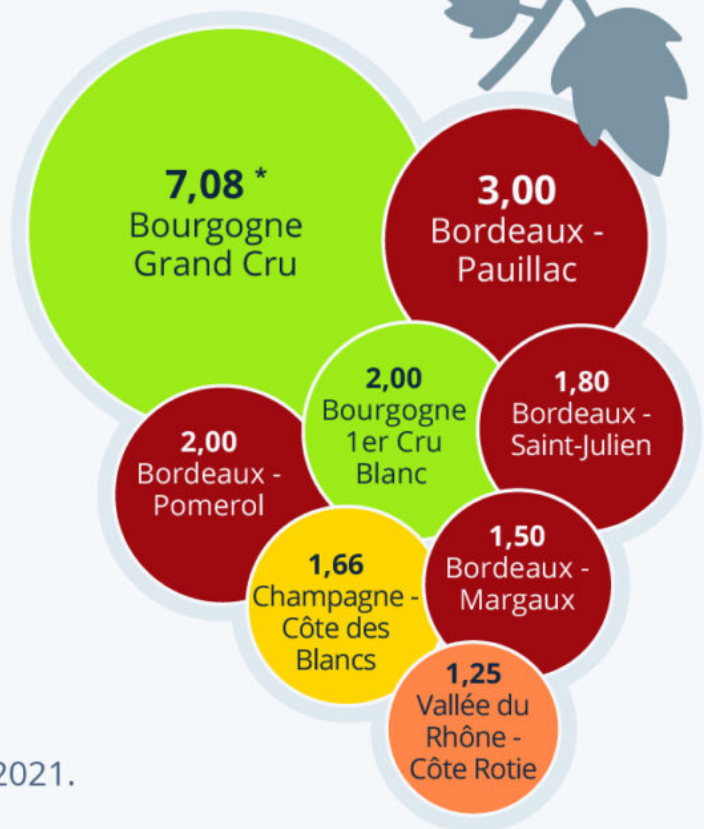 7,08 *
Bourgogne
Grand Cru
3,00
Bordeaux -
Pauillac
2,00
Bourgogne
1er Cru
Blanc
1,80
Bordeaux -
Saint-Julien
2,00
Bordeaux -
Pomerol
1,66
Champagne -
Côte des
Blancs
1,50
Bordeaux -
Margaux
1,25
Vallée du
Rhône -
Côte Rotie
2021.